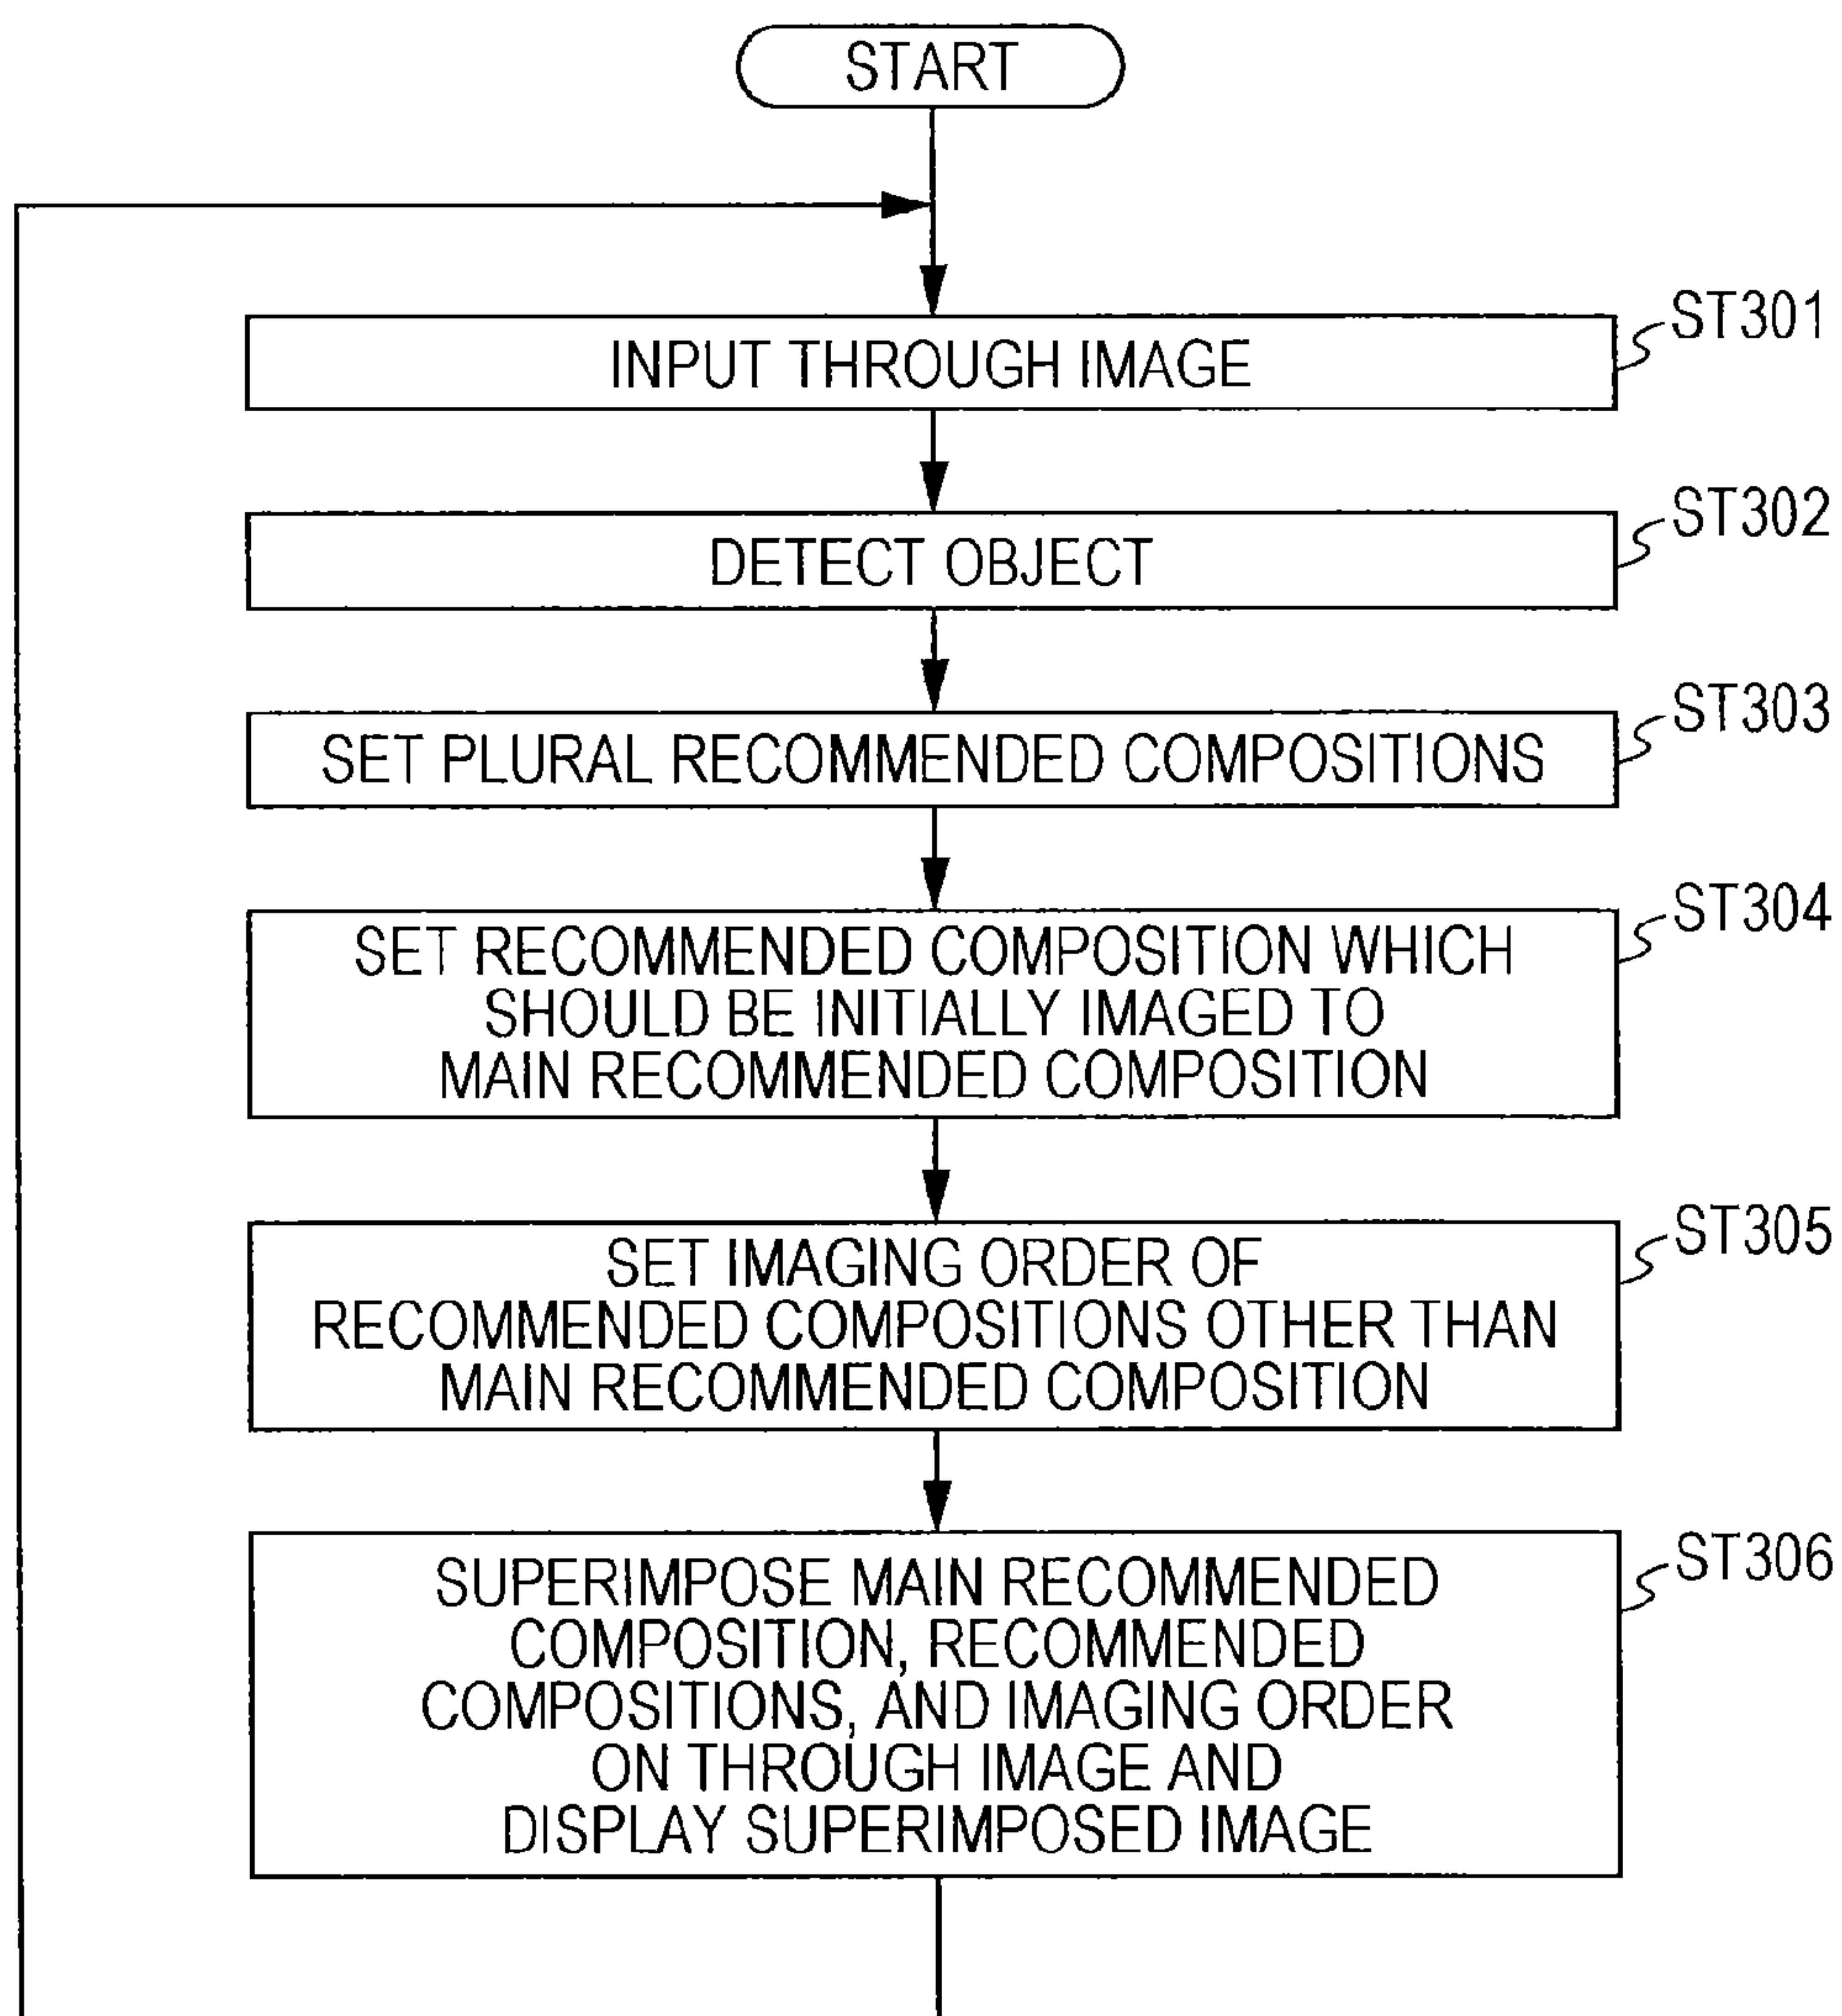 START
ST301
INPUT THROUGH IMAGE
ST302
DETECT OBJECT
ST303
SET PLURAL RECOMMENDED COMPOSITIONS
ST304
SET RECOMMENDED COMPOSITION WHICH
SHOULD BE INITIALLY IMAGED TO
MAIN RECOMMENDED COMPOSITION
ST305
SET IMAGING ORDER OF
RECOMMENDED COMPOSITIONS OTHER THAN
MAIN RECOMMENDED COMPOSITION
ST306
SUPERIMPOSE MAIN RECOMMENDED
COMPOSITION, RECOMMENDED
COMPOSITIONS, AND IMAGING ORDER
ON THROUGH IMAGE AND
DISPLAY SUPERIMPOSED IMAGE